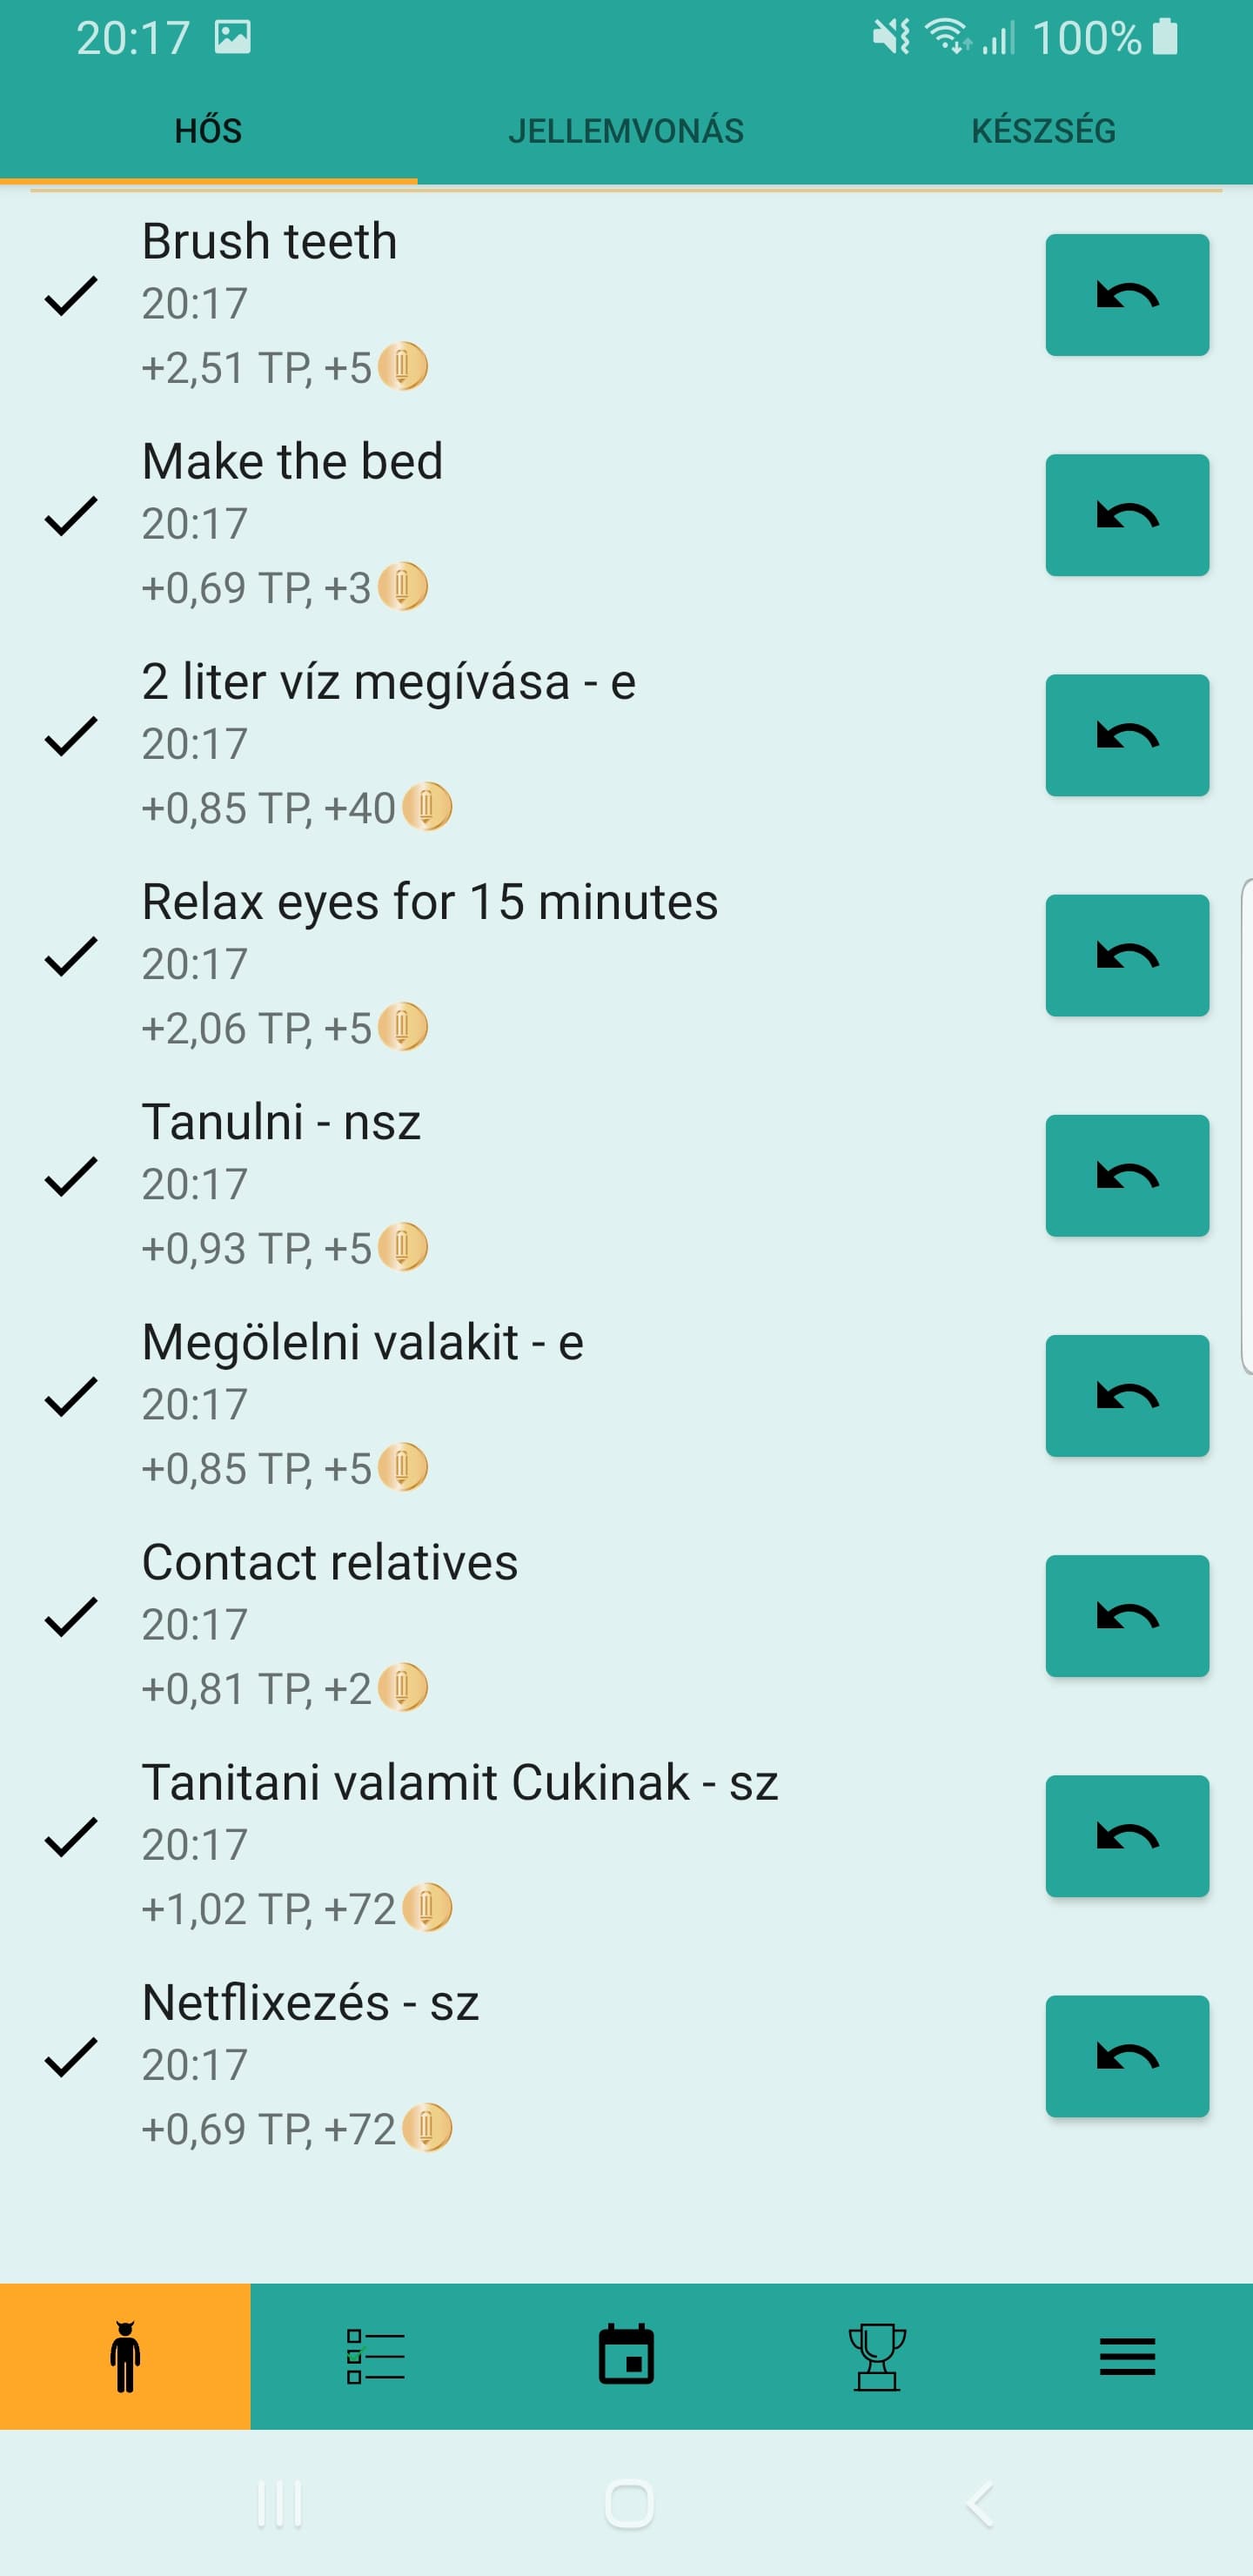 20:17 100%
HŐS JELLEMVONÁS KÉSZSÉG
Brush teeth
20:17
+2,51 TP, +5
Make the bed
20:17
+0,69 TP, +3
2 liter víz megívása - e
20:17
+0,85 TP, +40
Relax eyes for 15 minutes
20:17
+2,06 TP, +5
Tanulni - nsz
20:17
+0,93 TP, +5
Megölelni valakit - e
20:17
+0,85 TP, +5
Contact relatives
20:17
+0,81 TP, +2
Tanitani valamit Cukinak - sz
20:17
+1,02 TP, +72
Netflixezés - sz
20:17
+0,69 TP, +72